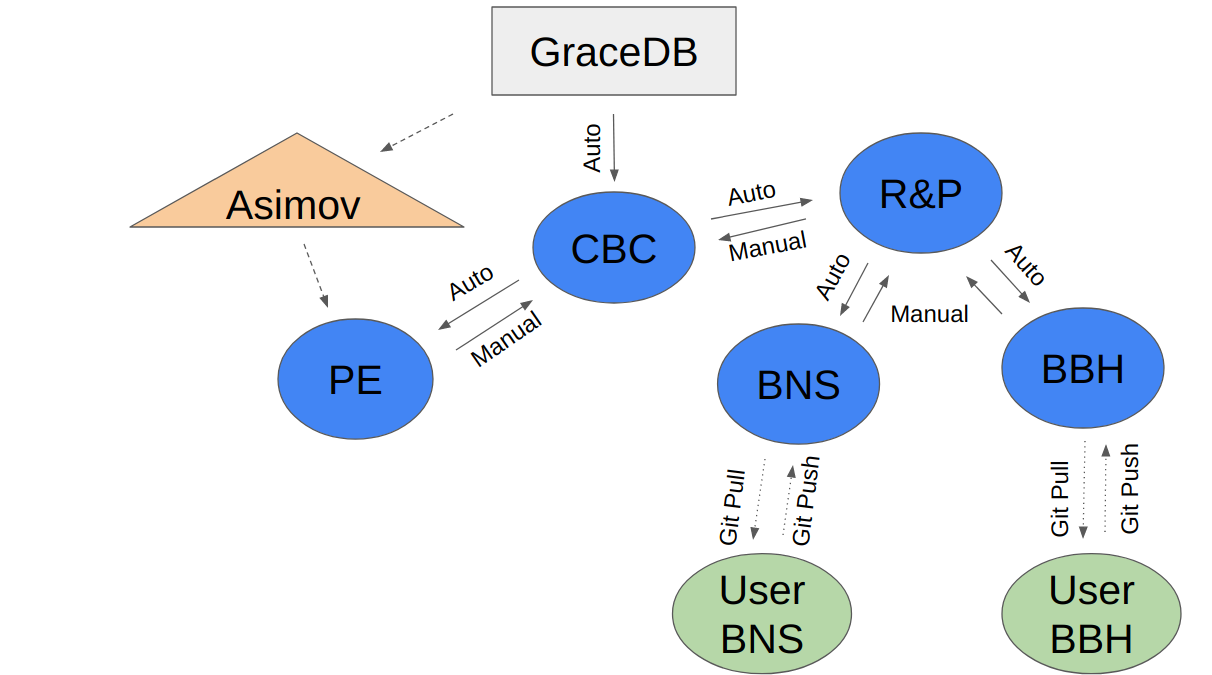 GraceDB
Auto
Asimov
CBC
Auto
Manual
R&P
Auto
Manual
PE
Auto
Manual
Auto
BNS
BBH
Git Pull
Git Push
Git Pull
Git Push
User
BNS
User
BBH